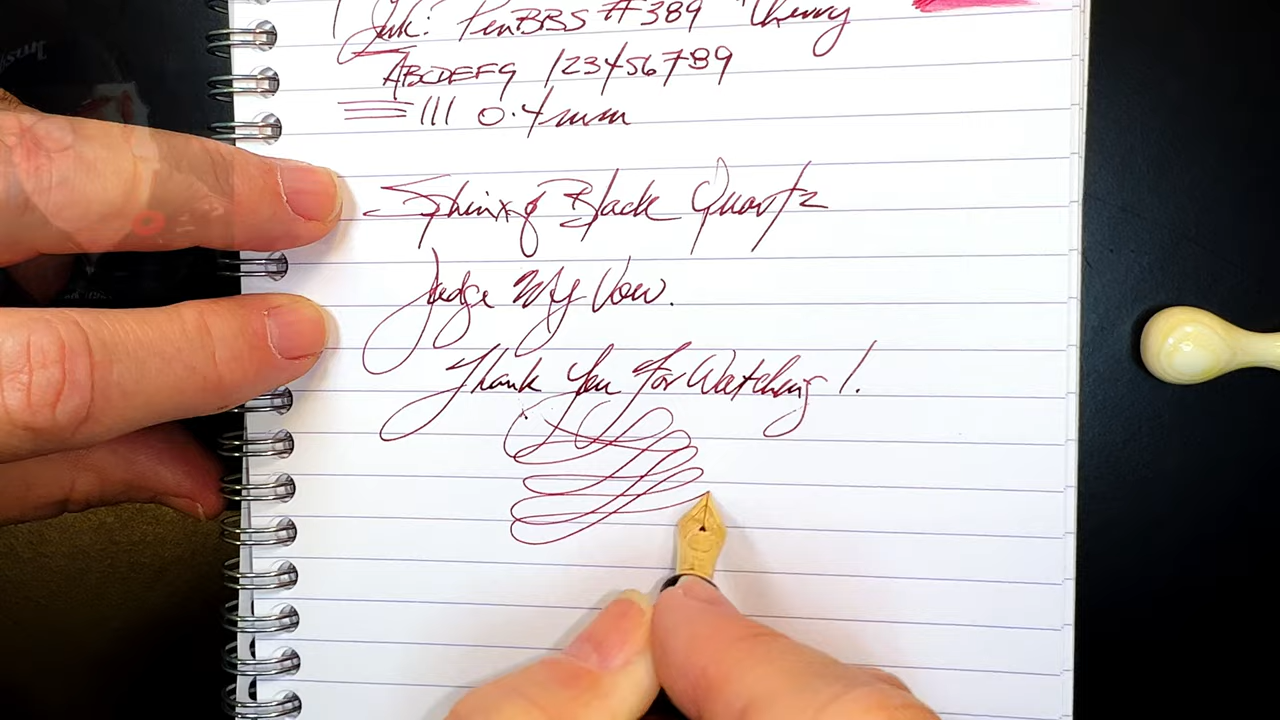 Ink: PenBBS #389 "Cherry
ABCDEFG 123456789
0.4mm
Sphinx of Black Quartz
Judge My Vow.
Thank You For Watching!